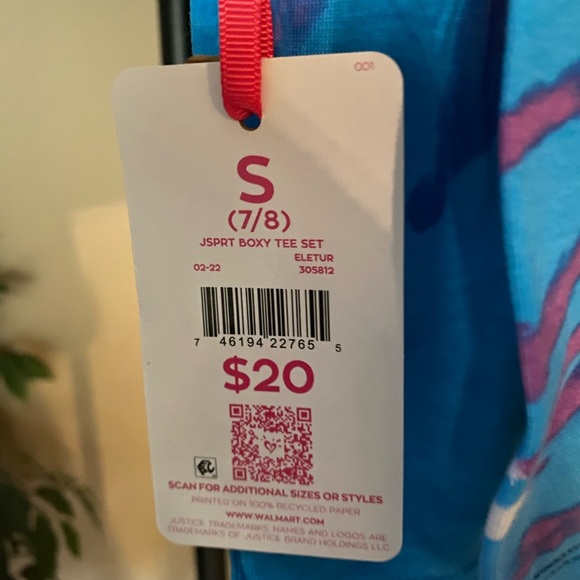 001
S
(7/8)
JSPRT BOXY TEE SET
ELETUR
02-22 305812
7 46194 22765 5
$20
SCAN FOR ADDITIONAL SIZES OR STYLES
PRINTED ON 100% RECYCLED PAPER
WWW.WALMART.COM
JUSTICE TRADEMARKS, NAMES AND LOGOS ARE
TRADEMARKS OF JUSTICE BRAND HOLDINGS LLC